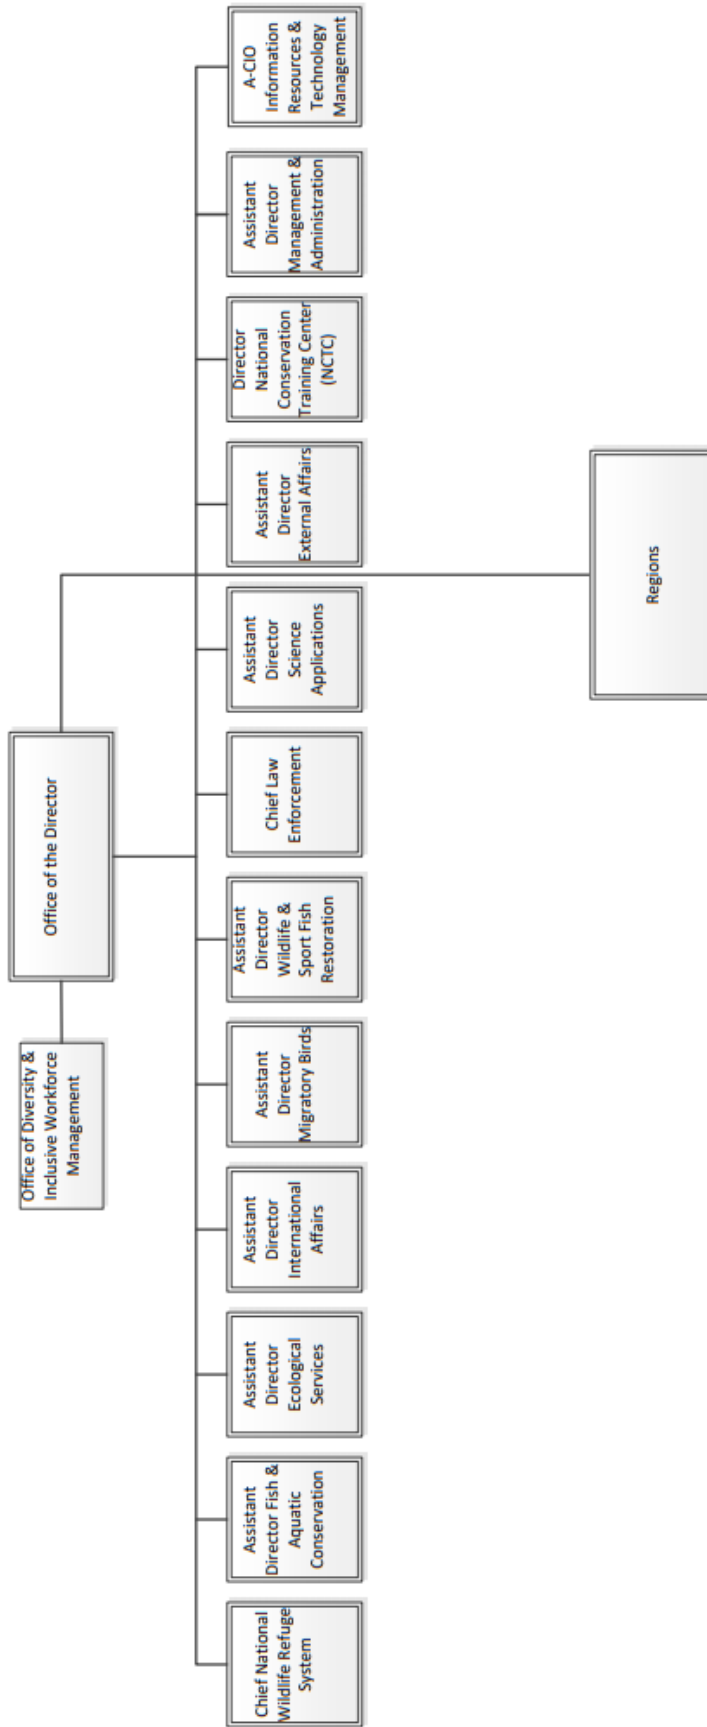 Office of the Director
Office of Diversity &
Inclusive Workforce
Management
Chief National
Wildlife Refuge
System
Assistant
Director Fish &
Aquatic
Conservation
Assistant
Director
Ecological
Services
Assistant
Director
International
Affairs
Assistant
Director
Migratory Birds
Assistant
Director
Wildlife &
Sport Fish
Restoration
Chief Law
Enforcement
Assistant
Director
Science
Applications
Assistant
Director
External Affairs
Director
National
Conservation
Training Center
(NCTC)
Assistant
Director
Management &
Administration
A-CIO
Information
Resources &
Technology
Management
Regions